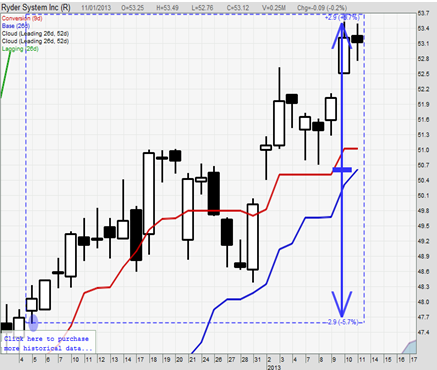 Ryder System Inc (R) 11/01/2013 O=53.25 H=53.49 L=52.76 C=53.12 V=0.25M Chg=-0.09 (-0.2%)
Conversion (9d)
Base (26d)
Cloud (Leading 26d, 52d)
Cloud (Leading 26d, 52d)
Lagging (26d)
53.7
53.4
53.1
52.8
52.5
52.2
51.9
51.6
51.3
51.0
50.7
50.4
50.1
49.8
49.5
49.2
48.9
48.6
48.3
48.0
47.7
47.4
-2.9 (-5.7%)
Click here to purchase
more historical data...
4 5 6 7 10 11 12 13 14 17 18 19 20 21 24 26 27 28 31 2 3 4 7 8 9 10 11 14 15 16 17
2013